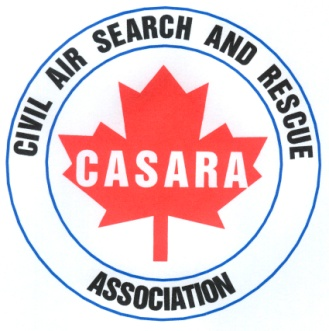 CIVIL AIR SEARCH AND RESCUE
CASARA
ASSOCIATION